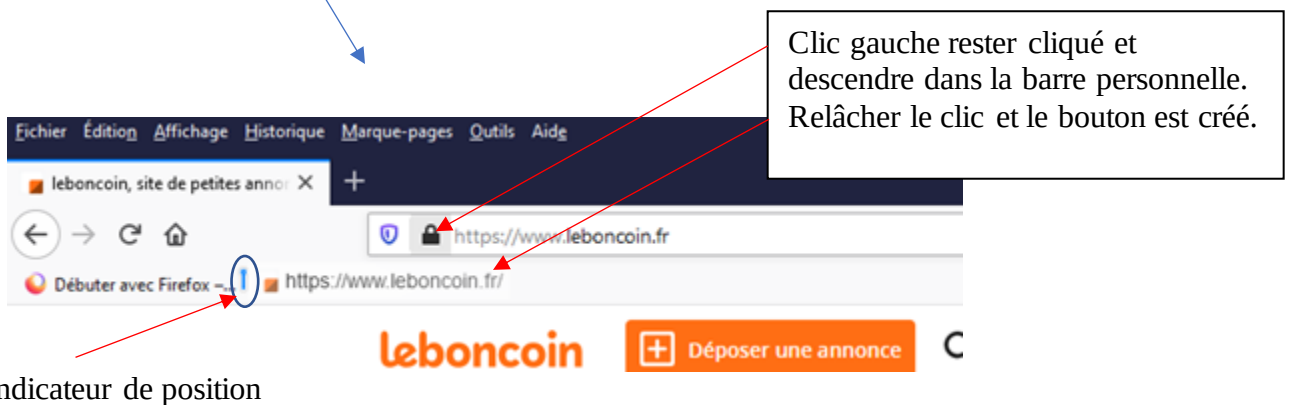 Clic gauche rester cliqué et
descendre dans la barre personnelle.
Relâcher le clic et le bouton est créé.
Fichier Édition Affichage Historique Marque-pages Outils Aide
leboncoin, site de petites annon
https://www.leboncoin.fr
Débuter avec Firefox –... https://www.leboncoin.fr/
leboncoin Déposer une annonce
ndicateur de position